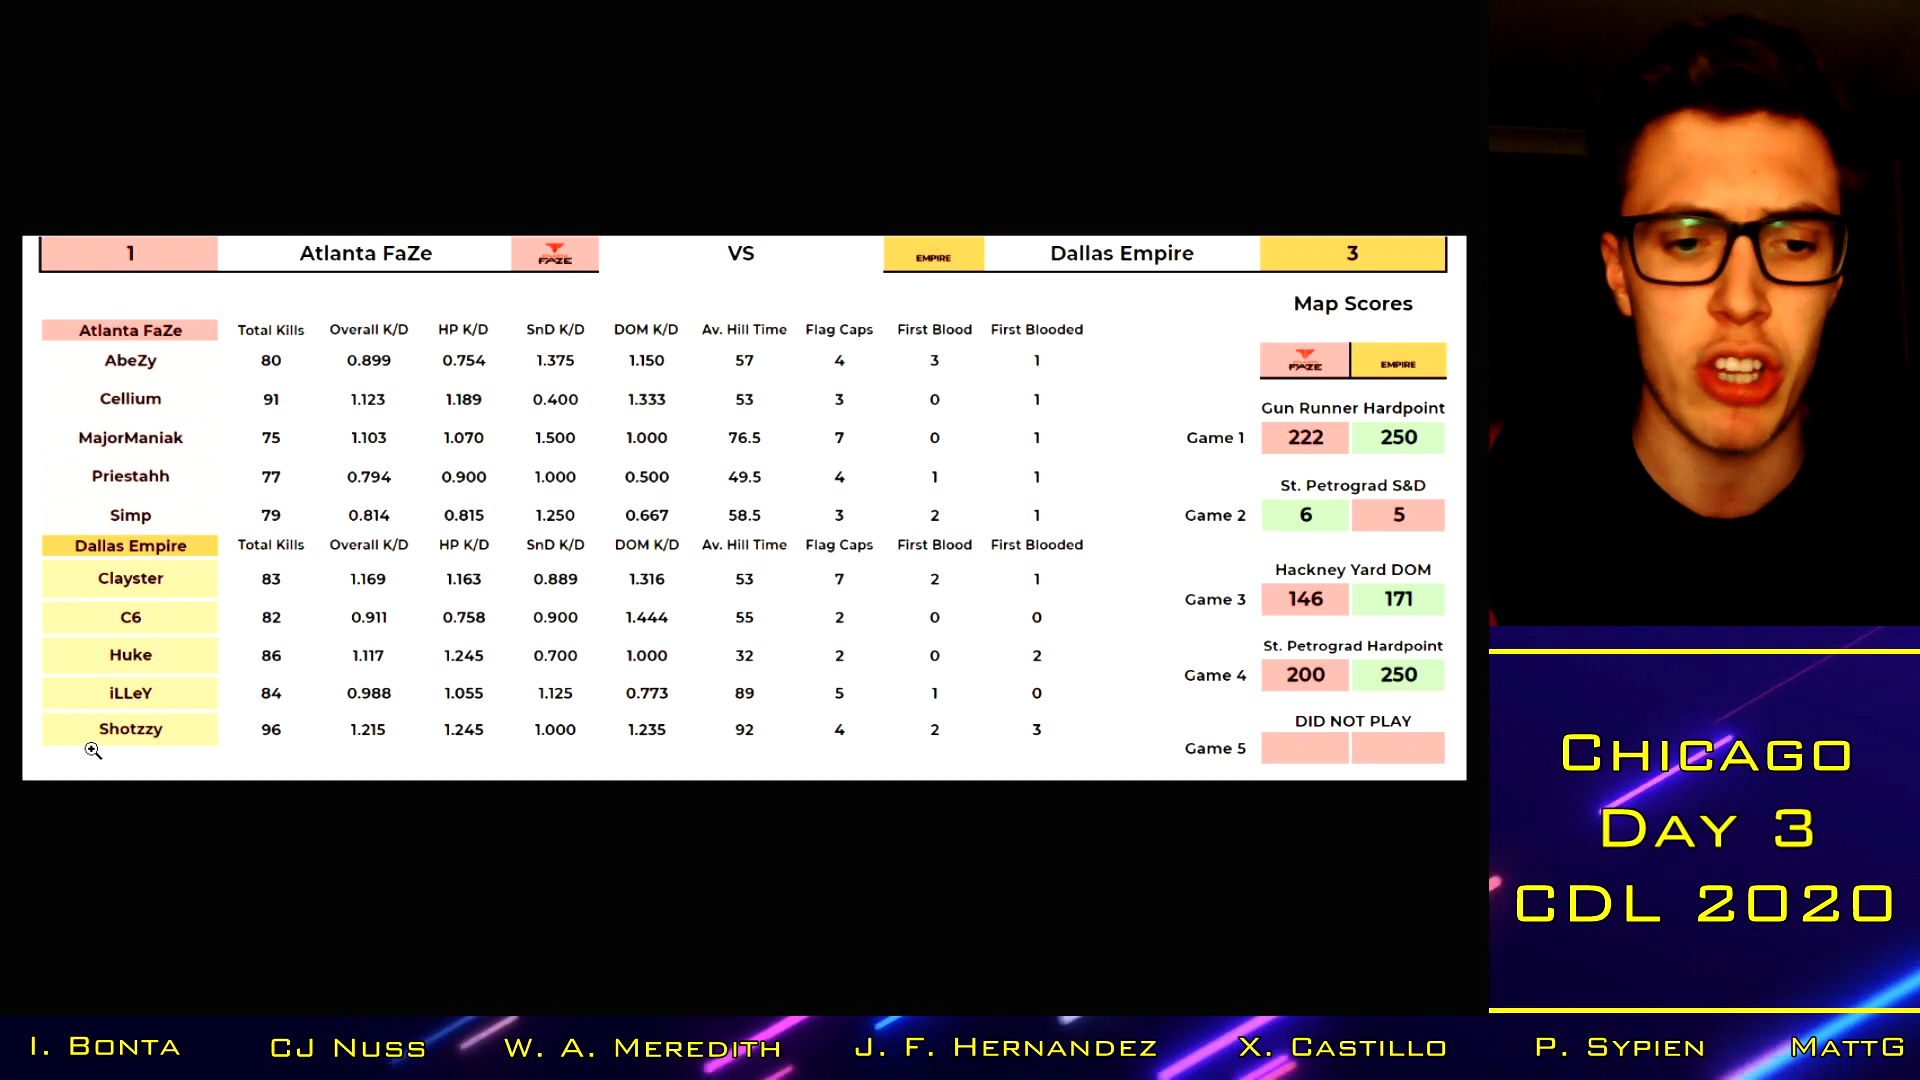 1 Atlanta FaZe ATLANTA FAZE VS EMPIRE Dallas Empire 3
Map Scores
Atlanta FaZe Total Kills Overall K/D HP K/D SnD K/D DOM K/D Av. Hill Time Flag Caps First Blood First Blooded
AbeZy 80 0.899 0.754 1.375 1.150 57 4 3 1
Cellium 91 1.123 1.189 0.400 1.333 53 3 0 1
MajorManiak 75 1.103 1.070 1.500 1.000 76.5 7 0 1
Priestahh 77 0.794 0.900 1.000 0.500 49.5 4 1 1
Simp 79 0.814 0.815 1.250 0.667 58.5 3 2 1
Dallas Empire Total Kills Overall K/D HP K/D SnD K/D DOM K/D Av. Hill Time Flag Caps First Blood First Blooded
Clayster 83 1.169 1.163 0.889 1.316 53 7 2 1
C6 82 0.911 0.758 0.900 1.444 55 2 0 0
Huke 86 1.117 1.245 0.700 1.000 32 2 0 2
iLLeY 84 0.988 1.055 1.125 0.773 89 5 1 0
Shotzzy 96 1.215 1.245 1.000 1.235 92 4 2 3
ATLANTA FAZE EMPIRE
Gun Runner Hardpoint
Game 1 222 250
St. Petrograd S&D
Game 2 6 5
Hackney Yard DOM
Game 3 146 171
St. Petrograd Hardpoint
Game 4 200 250
DID NOT PLAY
Game 5
Chicago
Day 3
CDL 2020
I. Bonta CJ Nuss W. A. Meredith J. F. Hernandez X. Castillo P. Sypien MattG